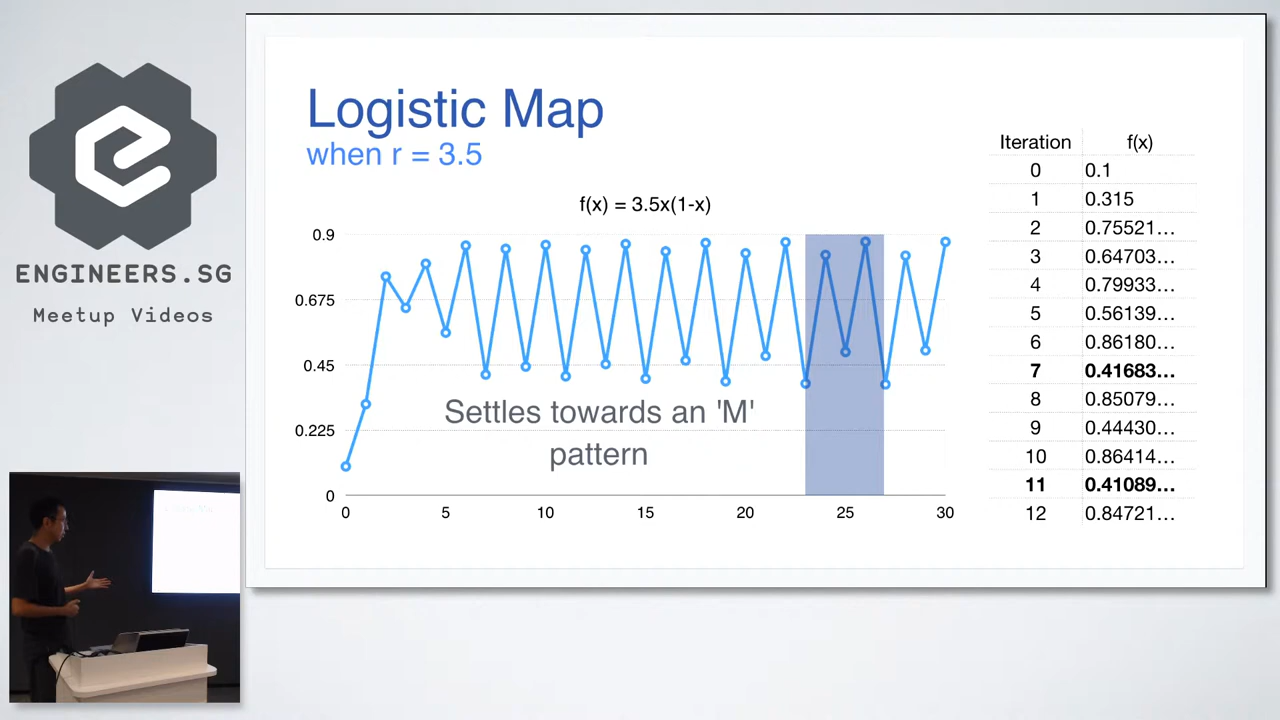 ENGINEERS.SG
Meetup Videos
Logistic Map
when r = 3.5
f(x) = 3.5x(1-x)
0.9
0.675
0.45
0.225
0
0 5 10 15 20 25 30
Settles towards an 'M'
pattern
Iteration f(x)
0 0.1
1 0.315
2 0.75521…
3 0.64703…
4 0.79933…
5 0.56139…
6 0.86180…
7 0.41683…
8 0.85079…
9 0.44430…
10 0.86414…
11 0.41089…
12 0.84721…